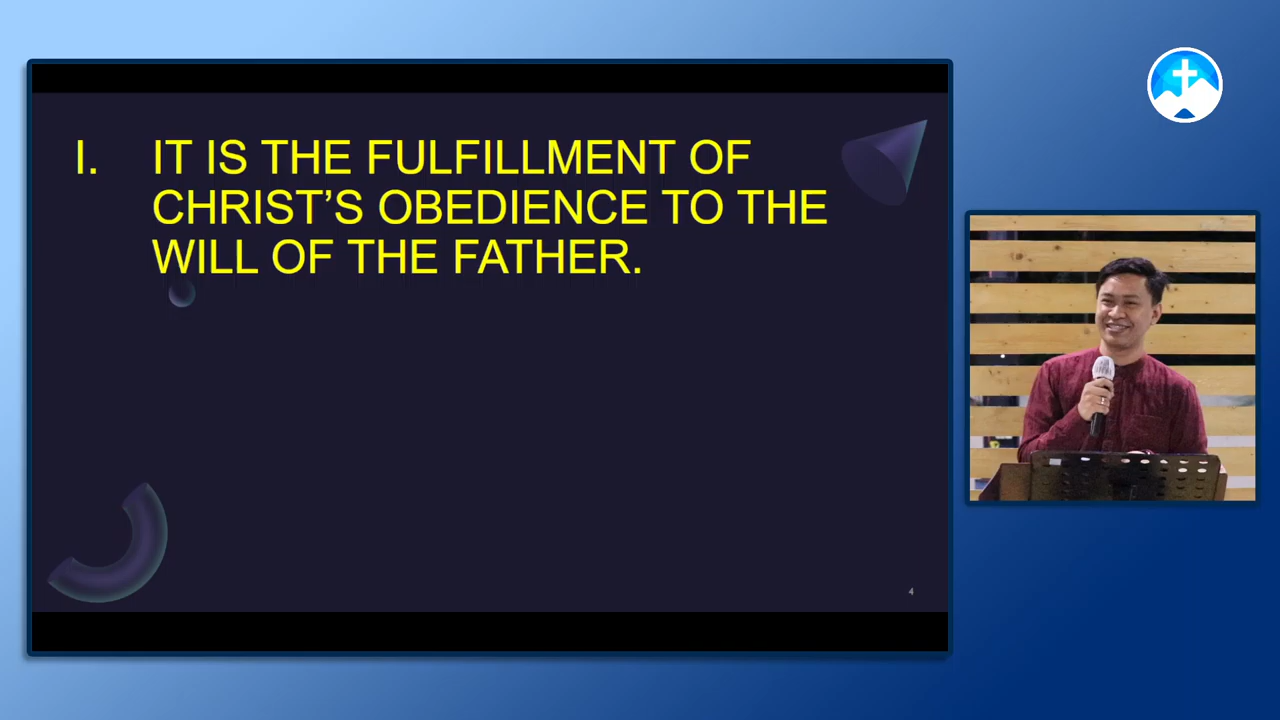 I. IT IS THE FULFILLMENT OF
CHRIST’S OBEDIENCE TO THE
WILL OF THE FATHER.
4